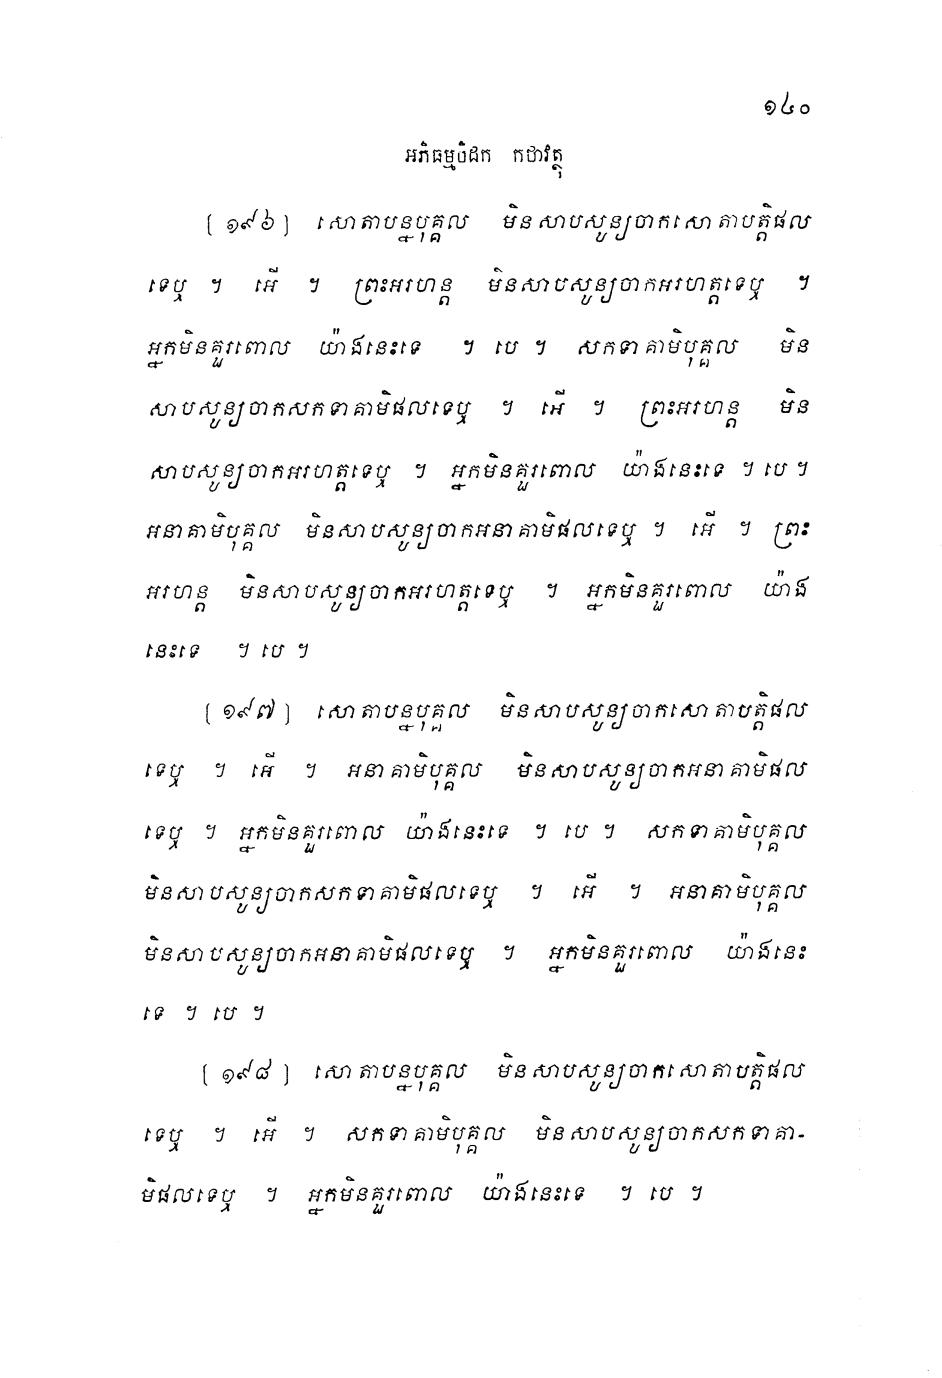 ១៤០
អភិធម្មបិដក កថាវត្ថុ
[១៩៦] សោតាបន្នបុគ្គល មិនសាបសូន្យចាកសោតាបត្តិផល
ទេឬ ។ អើ ។ ព្រះអរហន្ត មិនសាបសូន្យចាកអរហត្តទេឬ ។
អ្នកមិនគួរពោល យ៉ាងនេះទេ ។ បេ ។ សកទាគាមិបុគ្គល មិន
សាបសូន្យចាកសកទាគាមិផលទេឬ ។ អើ ។ ព្រះអរហន្ត មិន
សាបសូន្យចាកអរហត្តទេឬ ។ អ្នកមិនគួរពោល យ៉ាងនេះទេ ។ បេ ។
អនាគាមិបុគ្គល មិនសាបសូន្យចាកអនាគាមិផលទេឬ ។ អើ ។ ព្រះ
អរហន្ត មិនសាបសូន្យចាកអរហត្តទេឬ ។ អ្នកមិនគួរពោល យ៉ាង
នេះទេ ។ បេ ។
[១៩៧] សោតាបន្នបុគ្គល មិនសាបសូន្យចាកសោតាបត្តិផល
ទេឬ ។ អើ ។ អនាគាមិបុគ្គល មិនសាបសូន្យចាកអនាគាមិផល
ទេឬ ។ អ្នកមិនគួរពោល យ៉ាងនេះទេ ។ បេ ។ សកទាគាមិបុគ្គល
មិនសាបសូន្យចាកសកទាគាមិផលទេឬ ។ អើ ។ អនាគាមិបុគ្គល
មិនសាបសូន្យចាកអនាគាមិផលទេឬ ។ អ្នកមិនគួរពោល យ៉ាងនេះ
ទេ ។ បេ ។
[១៩៨] សោតាបន្នបុគ្គល មិនសាបសូន្យចាកសោតាបត្តិផល
ទេឬ ។ អើ ។ សកទាគាមិបុគ្គល មិនសាបសូន្យចាកសកទាគា-
មិផលទេឬ ។ អ្នកមិនគួរពោល យ៉ាងនេះទេ ។ បេ ។